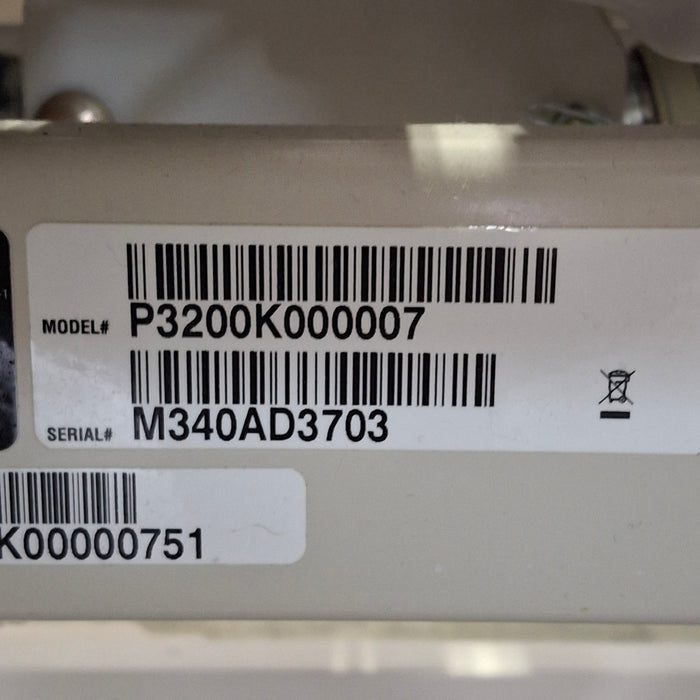 MODEL# P3200K000007
SERIAL# M340AD3703
K00000751